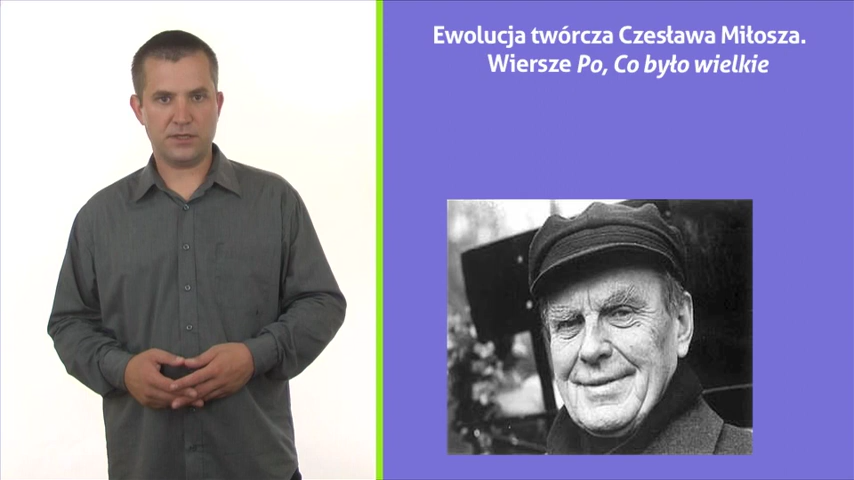 Ewolucja twórcza Czesława Miłosza.
Wiersze Po, Co było wielkie